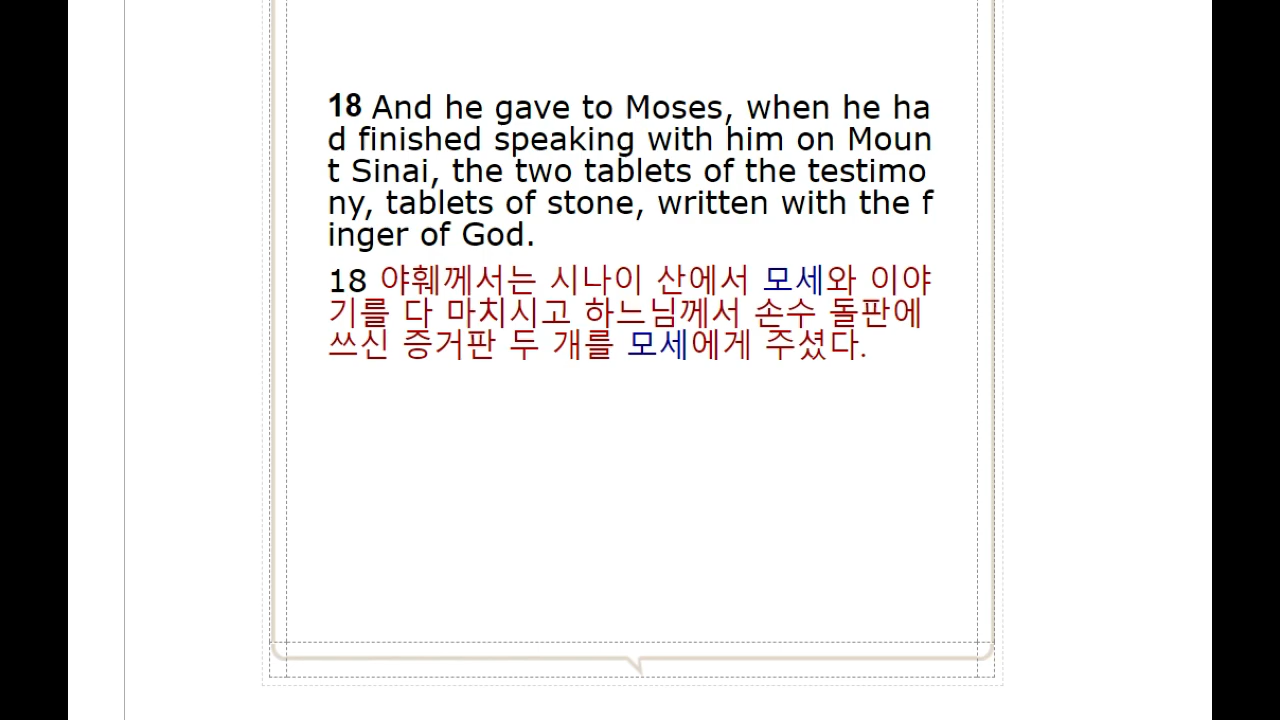 18 And he gave to Moses, when he ha
d finished speaking with him on Moun
t Sinai, the two tablets of the testimo
ny, tablets of stone, written with the f
inger of God.
18 야훼께서는 시나이 산에서 모세와 이야
기를 다 마치시고 하느님께서 손수 돌판에
쓰신 증거판 두 개를 모세에게 주셨다.